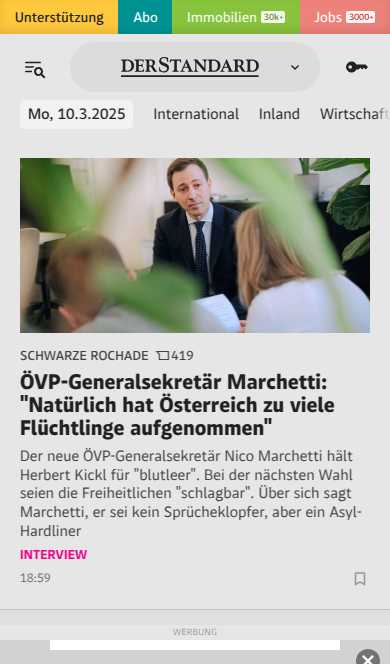 Unterstützung Abo Immobilien 30k+ Jobs 3000+
DERSTANDARD
Mo, 10.3.2025 International Inland Wirtschaft
SCHWARZE ROCHADE 419
ÖVP-Generalsekretär Marchetti:
"Natürlich hat Österreich zu viele
Flüchtlinge aufgenommen"
Der neue ÖVP-Generalsekretär Nico Marchetti hält
Herbert Kickl für "blutleer". Bei der nächsten Wahl
seien die Freiheitlichen "schlagbar". Über sich sagt
Marchetti, er sei kein Sprücheklopfer, aber ein Asyl-
Hardliner
INTERVIEW
18:59
WERBUNG